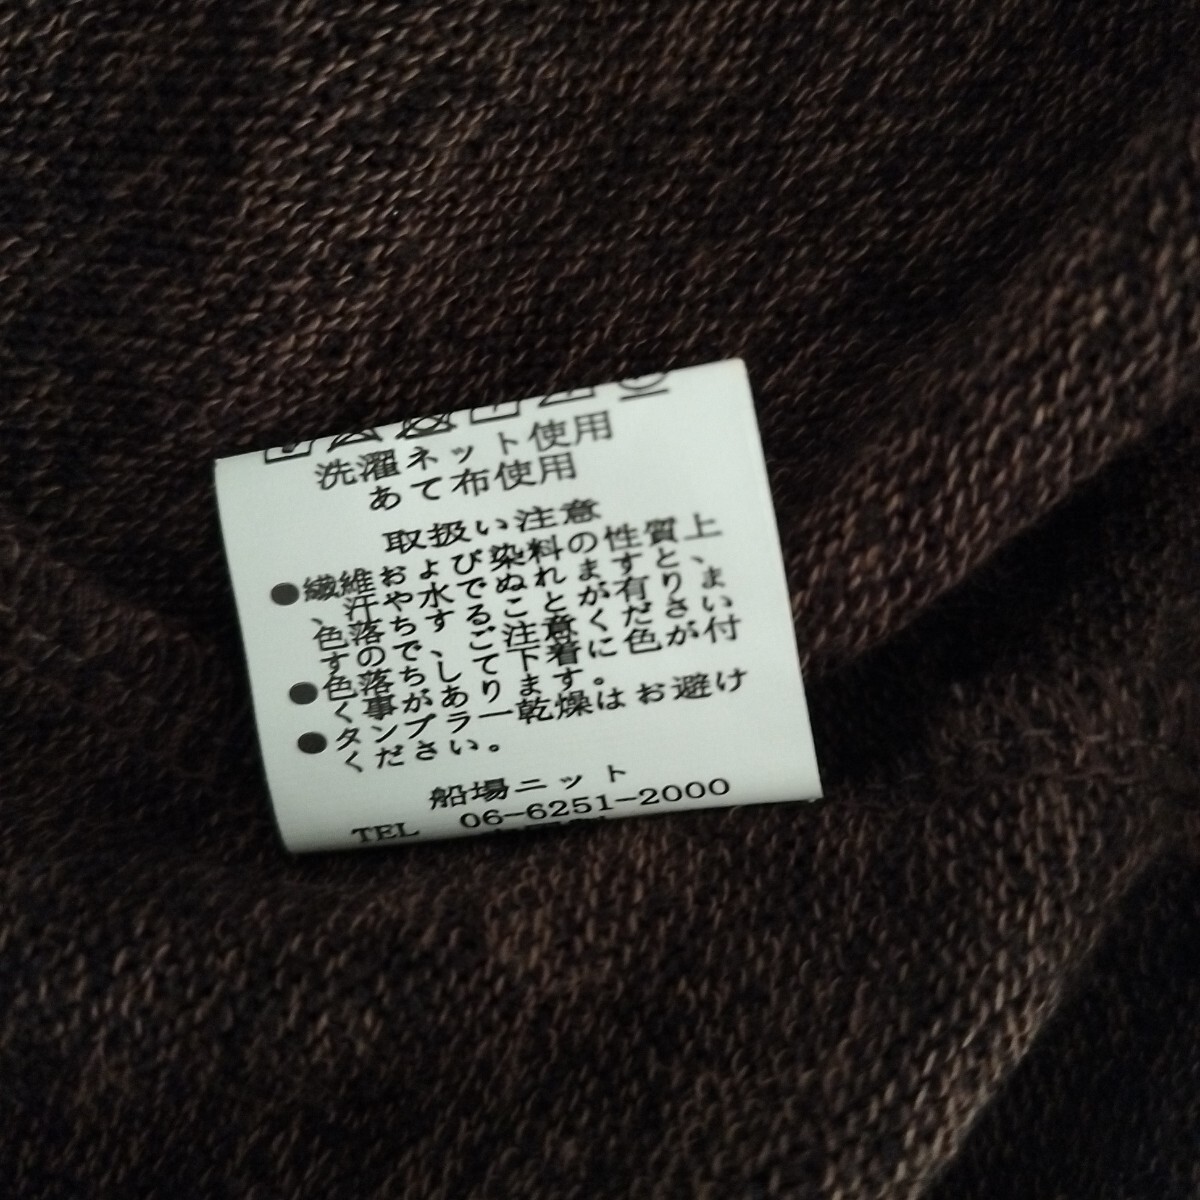 洗濯ネット使用
あて布使用
取扱い注意
●繊維および染料の性質上
、汗や水でぬれますと、
色落ちすることが有りま
すので、ご注意ください
●色落ちして下着に色が付
く事があります。
●タンブラー乾燥はお避け
ください。
船場ニット
TEL 06-6251-2000